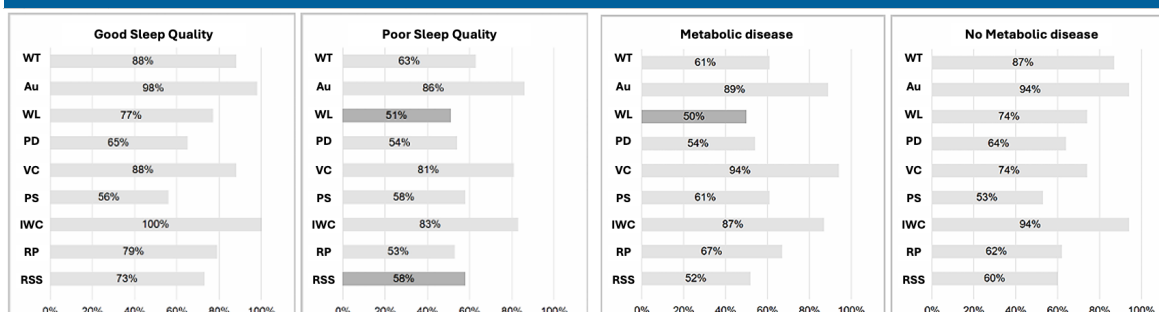 Good Sleep Quality
WT 88%
Au 98%
WL 77%
PD 65%
VC 88%
PS 56%
IWC 100%
RP 79%
RSS 73%
0% 20% 40% 60% 80% 100%
Poor Sleep Quality
WT 63%
Au 86%
WL 51%
PD 54%
VC 81%
PS 58%
IWC 83%
RP 53%
RSS 58%
0% 20% 40% 60% 80% 100%
Metabolic disease
WT 61%
Au 89%
WL 50%
PD 54%
VC 94%
PS 61%
IWC 87%
RP 67%
RSS 52%
0% 20% 40% 60% 80% 100%
No Metabolic disease
WT 87%
Au 94%
WL 74%
PD 64%
VC 74%
PS 53%
IWC 94%
RP 62%
RSS 60%
0% 20% 40% 60% 80% 100%